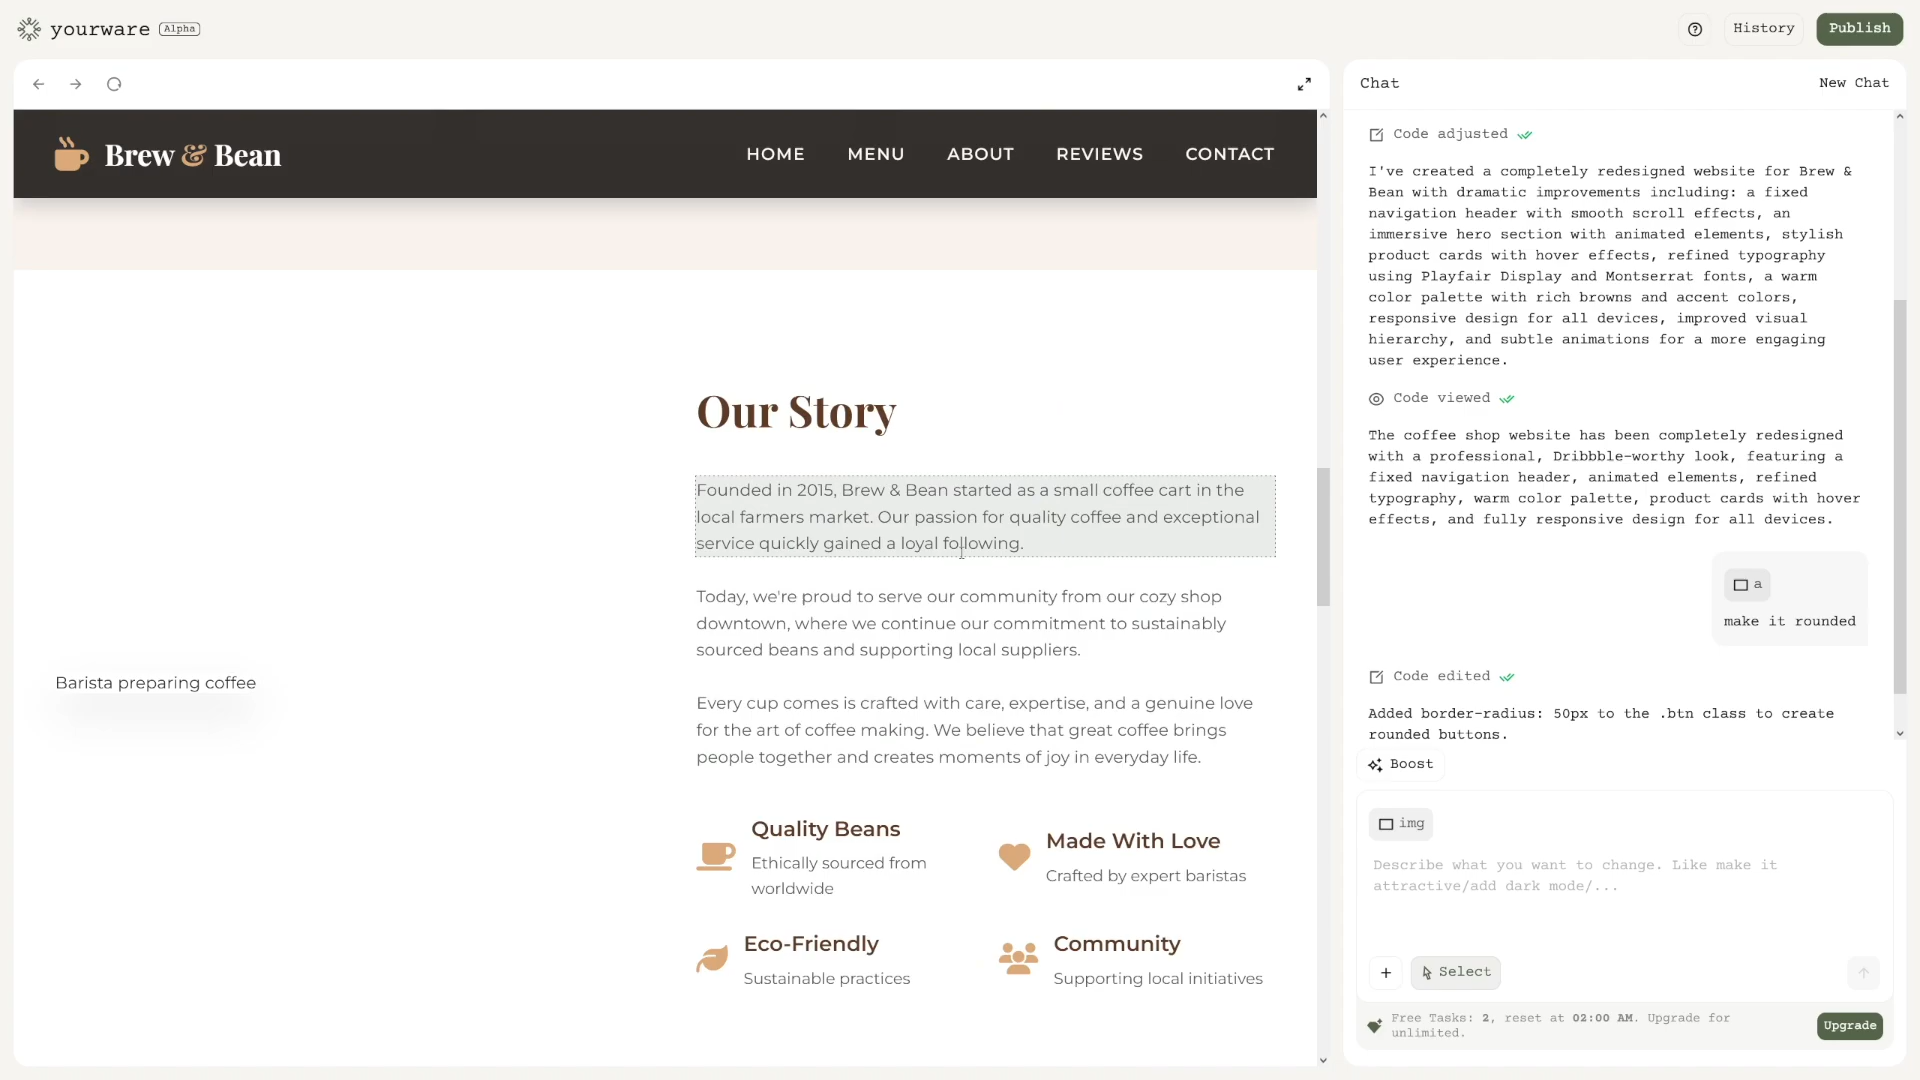 yourware Alpha
History
Publish
Chat
New Chat
Brew & Bean
HOME MENU ABOUT REVIEWS CONTACT
Our Story
Founded in 2015, Brew & Bean started as a small coffee cart in the
local farmers market. Our passion for quality coffee and exceptional
service quickly gained a loyal following.
Today, we're proud to serve our community from our cozy shop
downtown, where we continue our commitment to sustainably
sourced beans and supporting local suppliers.
Barista preparing coffee
Every cup comes is crafted with care, expertise, and a genuine love
for the art of coffee making. We believe that great coffee brings
people together and creates moments of joy in everyday life.
Quality Beans
Ethically sourced from
worldwide
Made With Love
Crafted by expert baristas
Eco-Friendly
Sustainable practices
Community
Supporting local initiatives
Code adjusted
I've created a completely redesigned website for Brew &
Bean with dramatic improvements including: a fixed
navigation header with smooth scroll effects, an
immersive hero section with animated elements, stylish
product cards with hover effects, refined typography
using Playfair Display and Montserrat fonts, a warm
color palette with rich browns and accent colors,
responsive design for all devices, improved visual
hierarchy, and subtle animations for a more engaging
user experience.
Code viewed
The coffee shop website has been completely redesigned
with a professional, Dribbble-worthy look, featuring a
fixed navigation header, animated elements, refined
typography, warm color palette, product cards with hover
effects, and fully responsive design for all devices.
a
make it rounded
Code edited
Added border-radius: 50px to the .btn class to create
rounded buttons.
Boost
img
Describe what you want to change. Like make it
attractive/add dark mode/...
Select
Free Tasks: 2, reset at 02:00 AM. Upgrade for
unlimited.
Upgrade